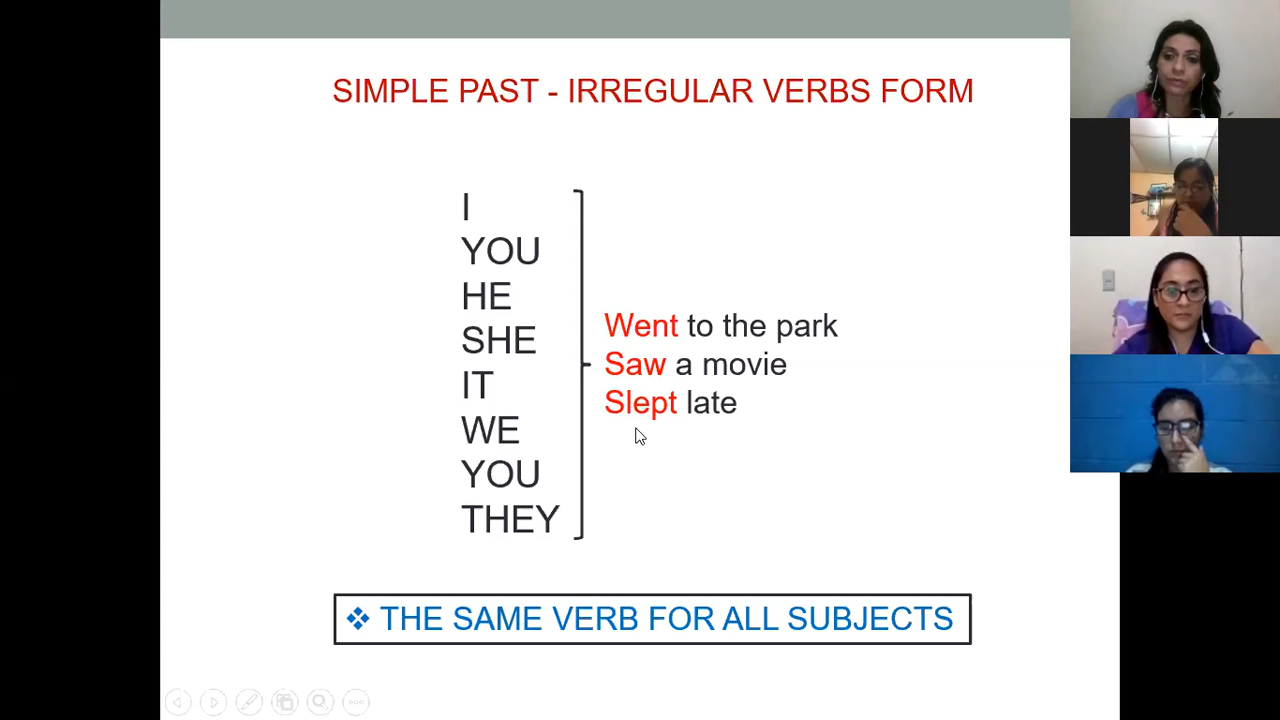 SIMPLE PAST - IRREGULAR VERBS FORM
I
YOU
HE
SHE
IT
WE
YOU
THEY
Went to the park
Saw a movie
Slept late
❖ THE SAME VERB FOR ALL SUBJECTS